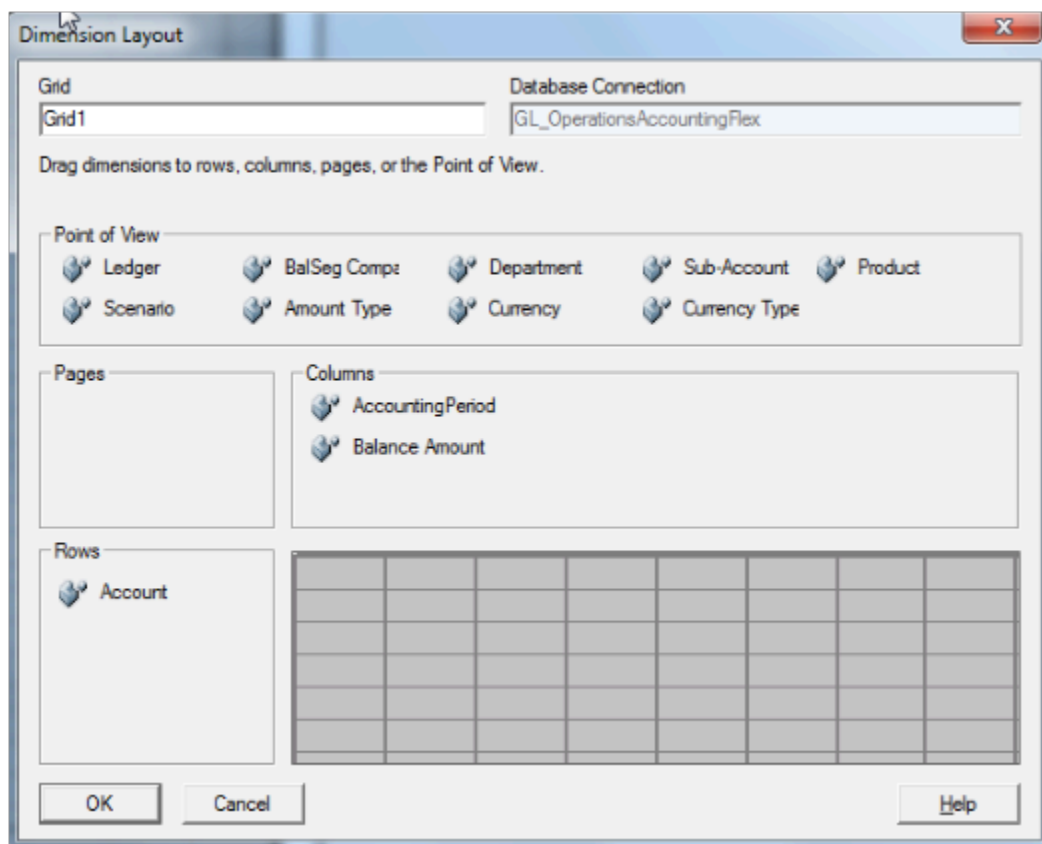 Dimension Layout
Grid
Database Connection
Grid1
GL_OperationsAccountingFlex
Drag dimensions to rows, columns, pages, or the Point of View.
Point of View
Ledger BalSeg Compa Department Sub-Account Product
Scenario Amount Type Currency Currency Type
Pages
Columns
AccountingPeriod
Balance Amount
Rows
Account
OK Cancel Help